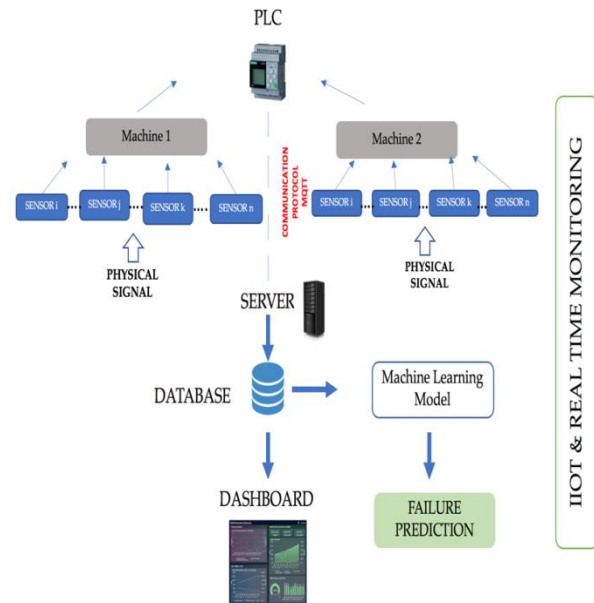 PLC
Machine 1
Machine 2
COMMUNICATION
PROTOCOL
MQTT
SENSOR i
SENSOR j
SENSOR k
SENSOR n
SENSOR i
SENSOR j
SENSOR k
SENSOR n
PHYSICAL
SIGNAL
PHYSICAL
SIGNAL
SERVER
DATABASE
Machine Learning
Model
DASHBOARD
FAILURE
PREDICTION
IIOT & REAL TIME MONITORING